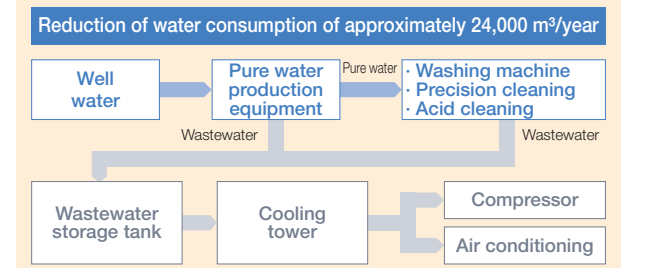 Reduction of water consumption of approximately 24,000 m³/year
Well
water
Pure water
production
equipment
Pure water
· Washing machine
· Precision cleaning
· Acid cleaning
Wastewater
Wastewater
Wastewater
storage tank
Cooling
tower
Compressor
Air conditioning